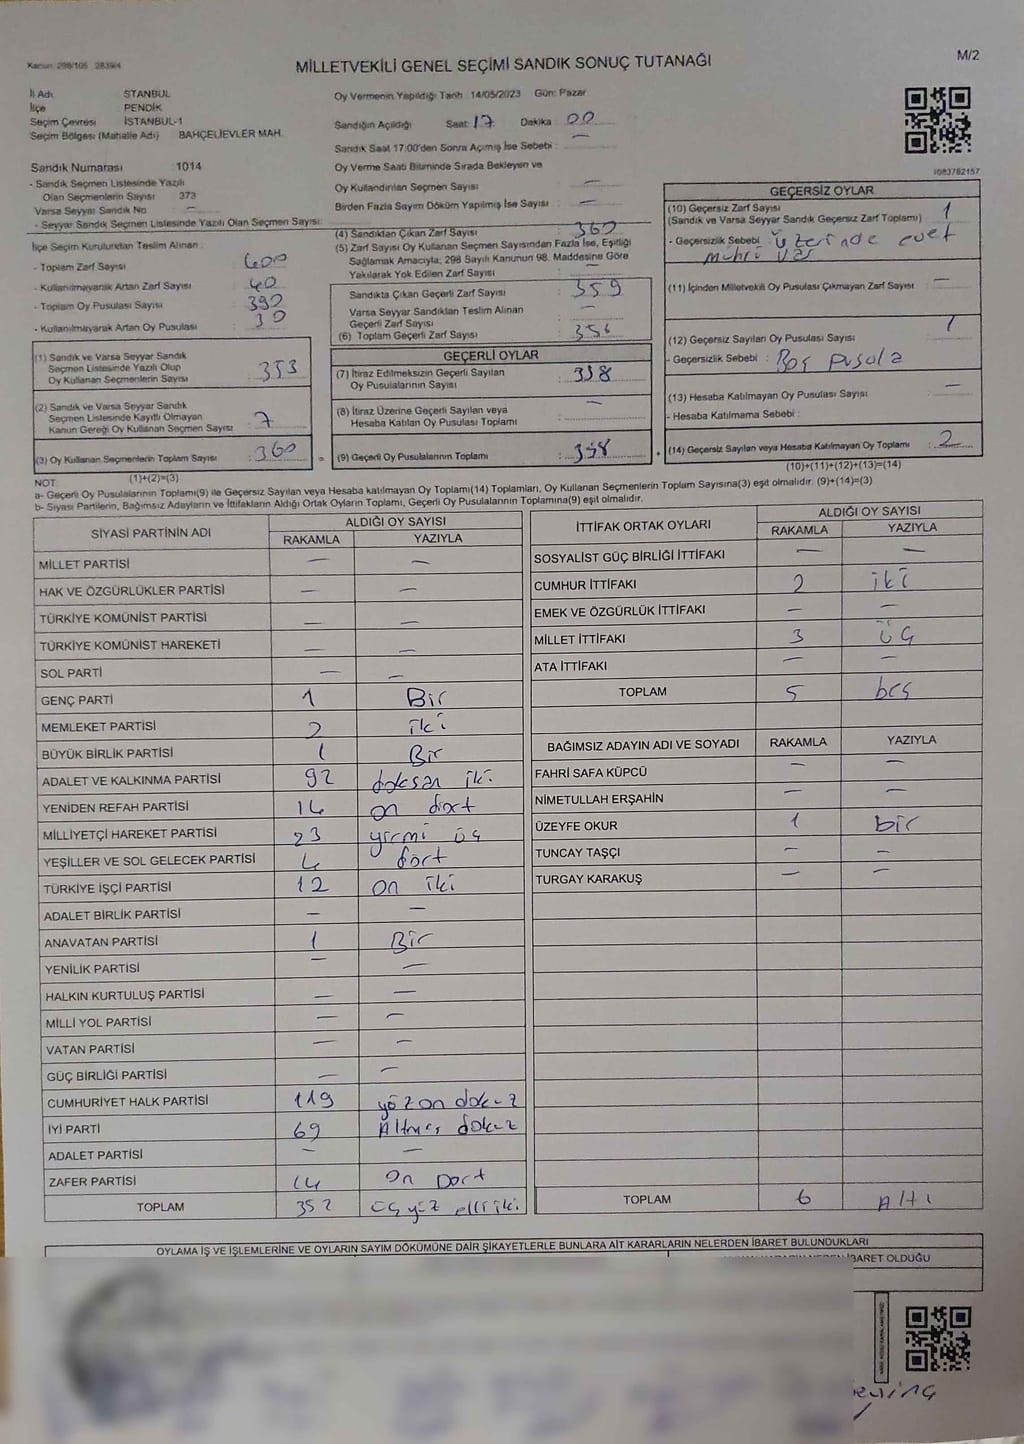 Kanun: 298/105 2839/4
MİLLETVEKİLİ GENEL SEÇİMİ SANDIK SONUÇ TUTANAĞI
M/2
İl Adı İSTANBUL
İlçe PENDİK
Seçim Çevresi İSTANBUL-1
Seçim Bölgesi (Mahalle Adı) BAHÇELİEVLER MAH.
Oy Vermenin Yapıldığı Tarih : 14/05/2023 Gün: Pazar
Sandığın Açıldığı Saat: 17 Dakika : 00
Sandık Saat 17:00'den Sonra Açımış İse Sebebi : —
Oy Verme Saati Bitiminde Sırada Bekleyen ve
Oy Kullandırılan Seçmen Sayısı : —
Birden Fazla Sayım Döküm Yapılmış İse Sayısı : —
1083782157
Sandık Numarası : 1014
- Sandık Seçmen Listesinde Yazılı
Olan Seçmenlerin Sayısı : 373
Varsa Seyyar Sandık No : —
- Seyyar Sandık Seçmen Listesinde Yazılı Olan Seçmen Sayısı:
İlçe Seçim Kurulundan Teslim Alınan :
- Toplam Zarf Sayısı : 400
- Kullanılmayarak Artan Zarf Sayısı : 40
- Toplam Oy Pusulası Sayısı : 390
- Kullanılmayarak Artan Oy Pusulası : 30
(1) Sandık ve Varsa Seyyar Sandık
Seçmen Listesinde Yazılı Olup
Oy Kullanan Seçmenlerin Sayısı : 353
(2) Sandık ve Varsa Seyyar Sandık
Seçmen Listesinde Kayıtlı Olmayan
Kanun Gereği Oy Kullanan Seçmen Sayısı : 7
(3) Oy Kullanan Seçmenlerin Toplam Sayısı : 360
(1)+(2)=(3)
(4) Sandıktan Çıkan Zarf Sayısı : 360
(5) Zarf Sayısı Oy Kullanan Seçmen Sayısından Fazla İse, Eşitliği
Sağlamak Amacıyla; 298 Sayılı Kanunun 98. Maddesine Göre
Yakılarak Yok Edilen Zarf Sayısı : —
Sandıkta Çıkan Geçerli Zarf Sayısı : 359
Varsa Seyyar Sandıktan Teslim Alınan
Geçerli Zarf Sayısı : —
(6) Toplam Geçerli Zarf Sayısı :
GEÇERLİ OYLAR
(7) İtiraz Edilmeksizin Geçerli Sayılan
Oy Pusulalarının Sayısı : 358
(8) İtiraz Üzerine Geçerli Sayılan veya
Hesaba Katılan Oy Pusulası Toplamı : —
= (9) Geçerli Oy Pusulalarının Toplamı : 358
GEÇERSİZ OYLAR
(10) Geçersiz Zarf Sayısı : 1
(Sandık ve Varsa Seyyar Sandık Geçersiz Zarf Toplamı)
- Geçersizlik Sebebi : Üzerinde evet
mührü var
(11) İçinden Milletvekili Oy Pusulası Çıkmayan Zarf Sayısı : —
(12) Geçersiz Sayılan Oy Pusulası Sayısı : 1
- Geçersizlik Sebebi : Boş pusula
(13) Hesaba Katılmayan Oy Pusulası Sayısı : —
- Hesaba Katılmama Sebebi :
+ (14) Geçersiz Sayılan veya Hesaba Katılmayan Oy Toplamı : 2
(10)+(11)+(12)+(13)=(14)
NOT:
a- Geçerli Oy Pusulalarının Toplamı(9) ile Geçersiz Sayılan veya Hesaba katılmayan Oy Toplamı(14) Toplamları, Oy Kullanan Seçmenlerin Toplam Sayısına(3) eşit olmalıdır. (9)+(14)=(3)
b- Siyasi Partilerin, Bağımsız Adayların ve İttifakların Aldığı Ortak Oyların Toplamı, Geçerli Oy Pusulalarının Toplamına(9) eşit olmalıdır.
SİYASİ PARTİNİN ADI ALDIĞI OY SAYISI
RAKAMLA YAZIYLA
MİLLET PARTİSİ — —
HAK VE ÖZGÜRLÜKLER PARTİSİ — —
TÜRKİYE KOMÜNİST PARTİSİ — —
TÜRKİYE KOMÜNİST HAREKETİ — —
SOL PARTİ — —
GENÇ PARTİ 1 Bir
MEMLEKET PARTİSİ 2 iki
BÜYÜK BİRLİK PARTİSİ 1 Bir
ADALET VE KALKINMA PARTİSİ 92 doksan iki
YENİDEN REFAH PARTİSİ 14 on dört
MİLLİYETÇİ HAREKET PARTİSİ 23 yirmi üç
YEŞİLLER VE SOL GELECEK PARTİSİ 4 dört
TÜRKİYE İŞÇİ PARTİSİ 12 on iki
ADALET BİRLİK PARTİSİ — —
ANAVATAN PARTİSİ 1 Bir
YENİLİK PARTİSİ — —
HALKIN KURTULUŞ PARTİSİ — —
MİLLİ YOL PARTİSİ — —
VATAN PARTİSİ — —
GÜÇ BİRLİĞİ PARTİSİ — —
CUMHURİYET HALK PARTİSİ 119 yüz on dokuz
İYİ PARTİ 69 Altmış dokuz
ADALET PARTİSİ — —
ZAFER PARTİSİ 14 On Dört
TOPLAM 352 üç yüz elli iki
İTTİFAK ORTAK OYLARI ALDIĞI OY SAYISI
RAKAMLA YAZIYLA
SOSYALİST GÜÇ BİRLİĞİ İTTİFAKI — —
CUMHUR İTTİFAKI 2 iki
EMEK VE ÖZGÜRLÜK İTTİFAKI — —
MİLLET İTTİFAKI 3 üç
ATA İTTİFAKI — —
TOPLAM 5 beş
BAĞIMSIZ ADAYIN ADI VE SOYADI RAKAMLA YAZIYLA
FAHRİ SAFA KÜPCÜ — —
NİMETULLAH ERŞAHİN — —
ÜZEYFE OKUR 1 bir
TUNCAY TAŞÇI — —
TURGAY KARAKUŞ — —
TOPLAM 6 Altı
OYLAMA İŞ VE İŞLEMLERİNE VE OYLARIN SAYIM DÖKÜMÜNE DAİR ŞİKAYETLERLE BUNLARA AİT KARARLARIN NELERDEN İBARET BULUNDUKLARI
İBARET OLDUĞU